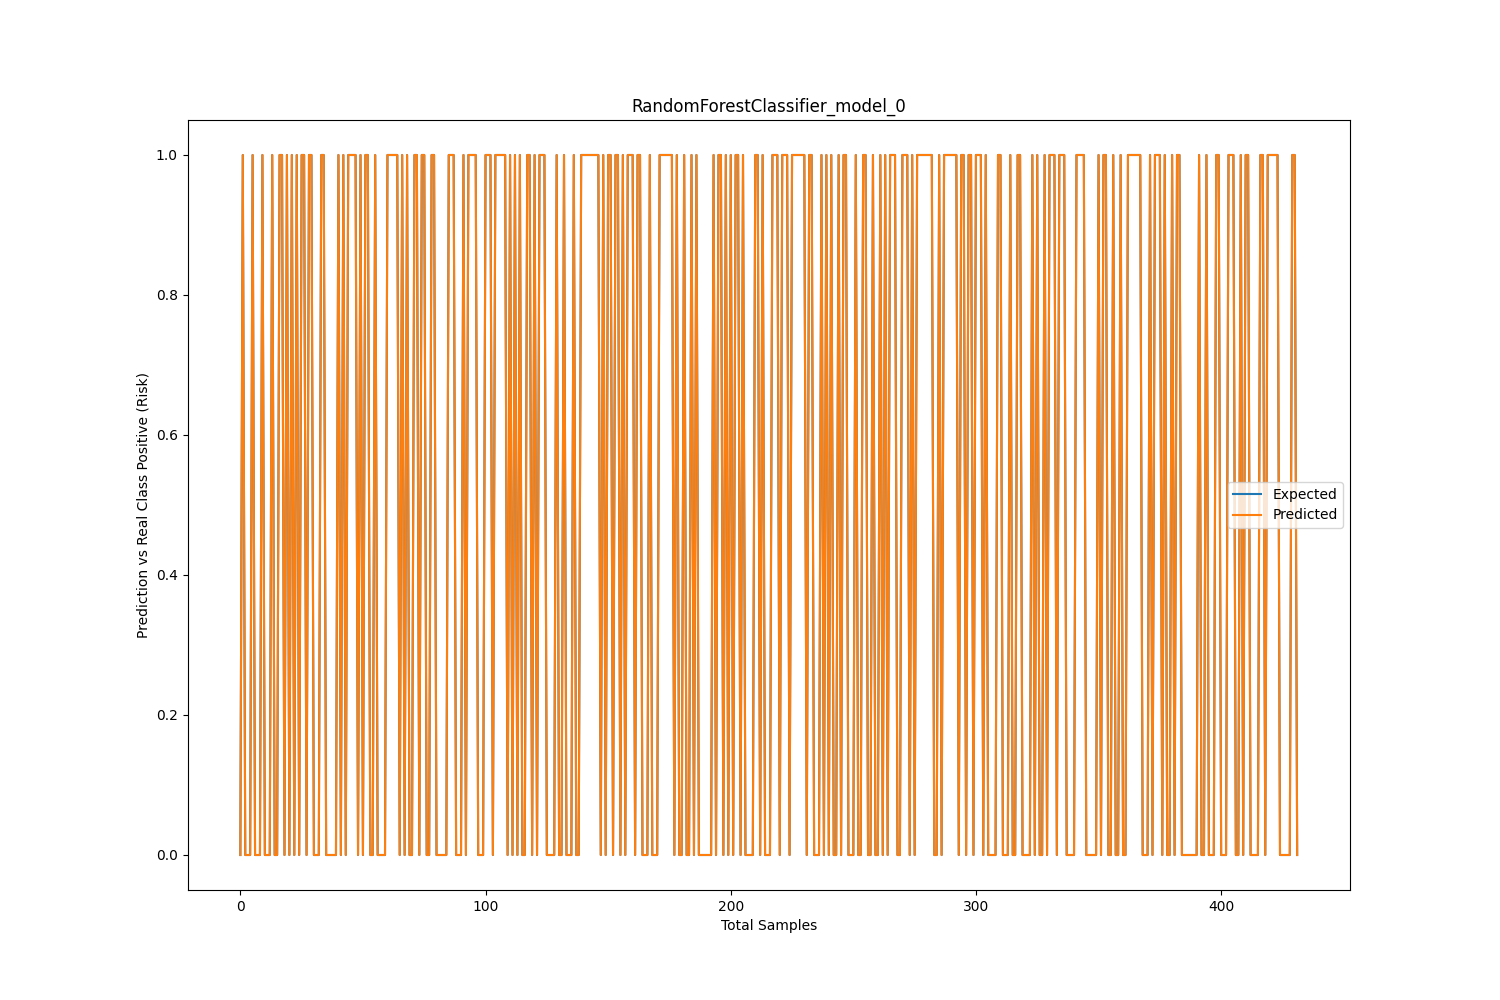 RandomForestClassifier_model_0
1.0
0.8
0.6
0.4
0.2
0.0
Prediction vs Real Class Positive (Risk)
Expected
Predicted
0 100 200 300 400
Total Samples